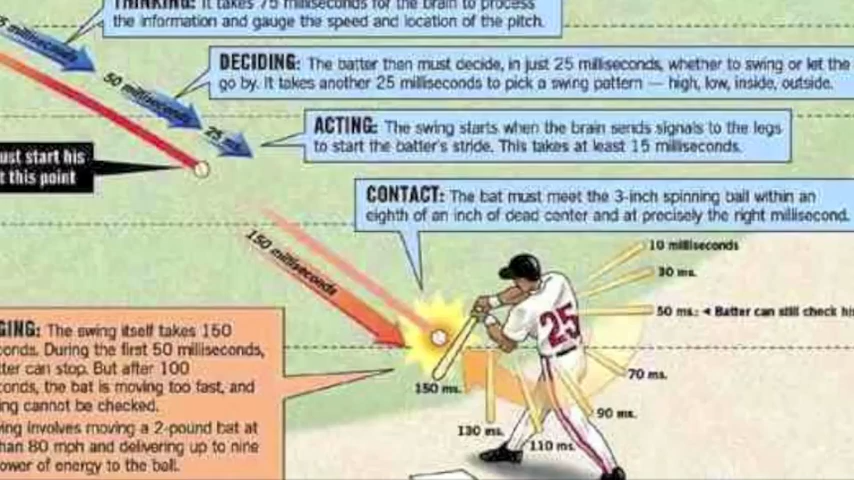 THINKING: It takes 75 milliseconds for the brain to process
the information and gauge the speed and location of the pitch.
milliseconds
DECIDING: The batter then must decide, in just 25 milliseconds, whether to swing or let the
go by. It takes another 25 milliseconds to pick a swing pattern — high, low, inside, outside.
50 milliseconds
25
ACTING: The swing starts when the brain sends signals to the legs
to start the batter's stride. This takes at least 15 milliseconds.
ust start his
t this point
CONTACT: The bat must meet the 3-inch spinning ball within an
eighth of an inch of dead center and at precisely the right millisecond.
150 milliseconds
10 milliseconds
30 ms.
50 ms.: ◄ Batter can still check his
25
70 ms.
90 ms.
110 ms.
130 ms.
150 ms.
GING: The swing itself takes 150
conds. During the first 50 milliseconds,
ter can stop. But after 100
conds, the bat is moving too fast, and
ing cannot be checked.
ing involves moving a 2-pound bat at
han 80 mph and delivering up to nine
power of energy to the ball.